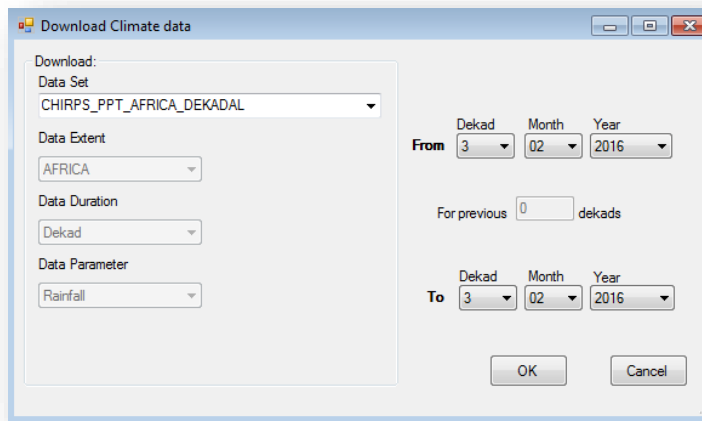 Download Climate data
Download:
Data Set
CHIRPS_PPT_AFRICA_DEKADAL
Data Extent
AFRICA
Data Duration
Dekad
Data Parameter
Rainfall
Dekad Month Year
From 3 02 2016
For previous 0 dekads
Dekad Month Year
To 3 02 2016
OK Cancel